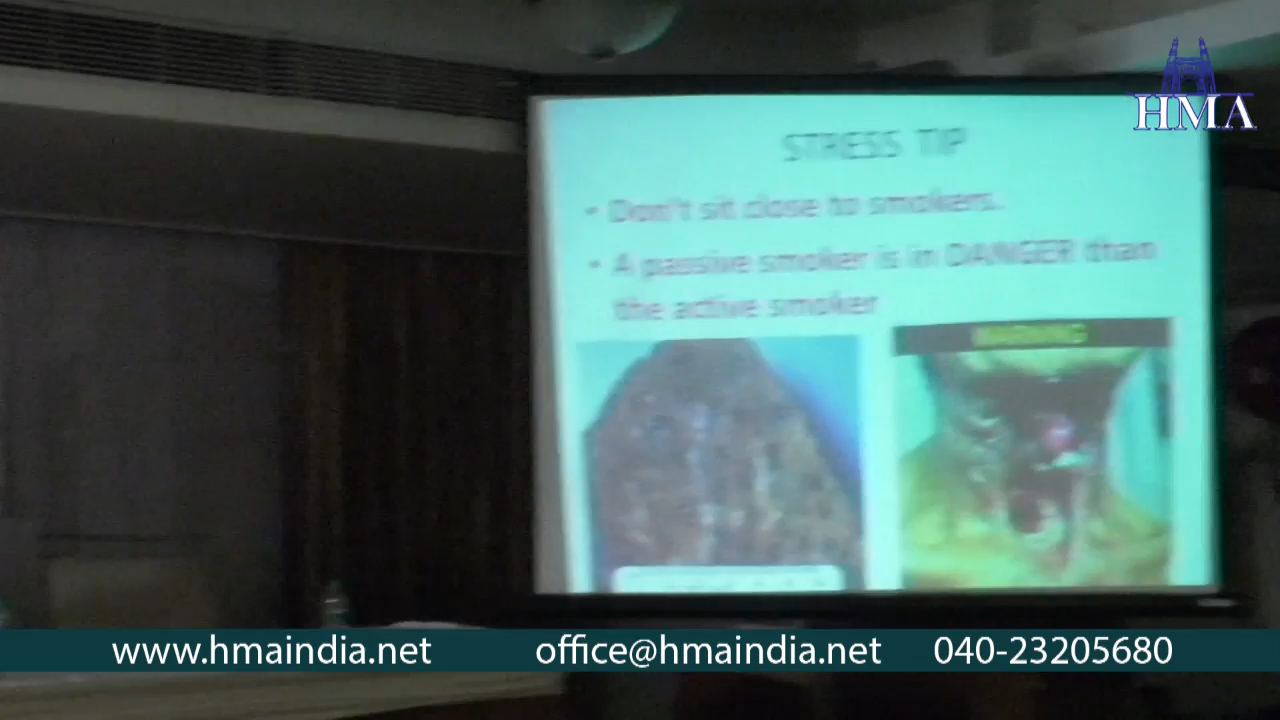 HMA
STRESS TIP
• Don't sit close to smokers.
• A passive smoker is in DANGER than
the active smoker
WARNING
www.hmaindia.net office@hmaindia.net 040-23205680